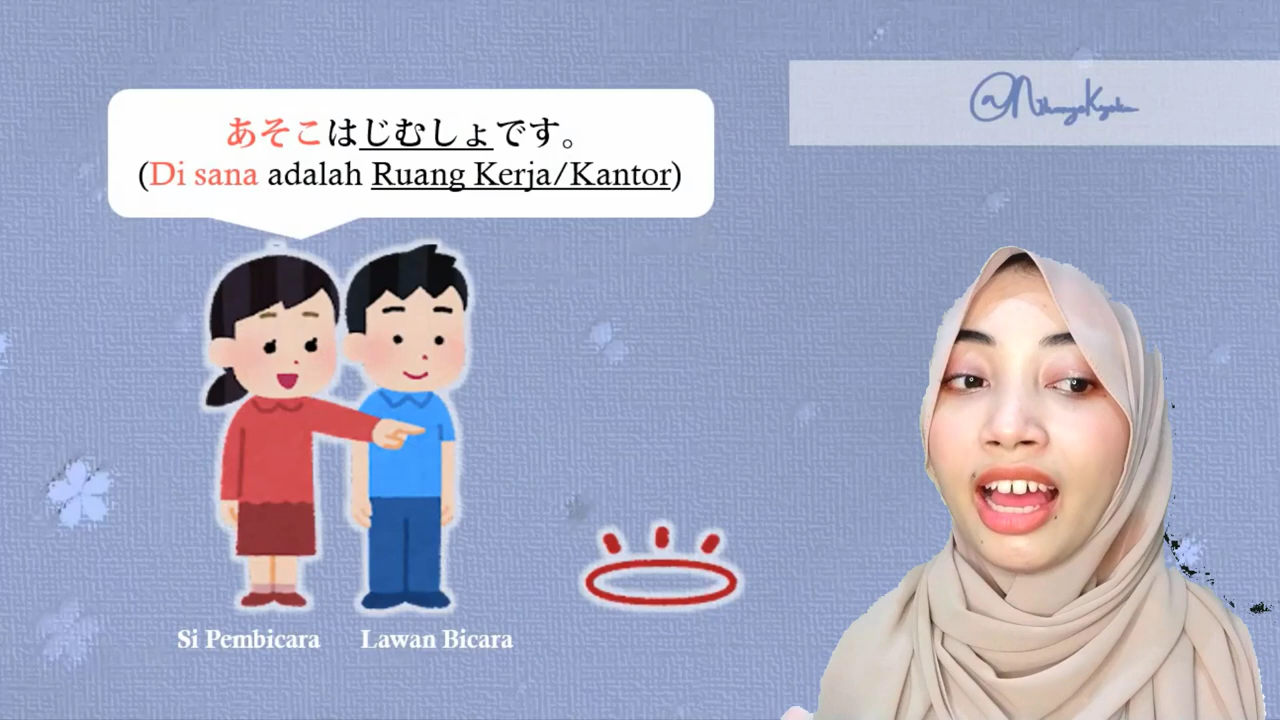 あそこはじむしょです。
(Di sana adalah Ruang Kerja/Kantor)
Si Pembicara
Lawan Bicara